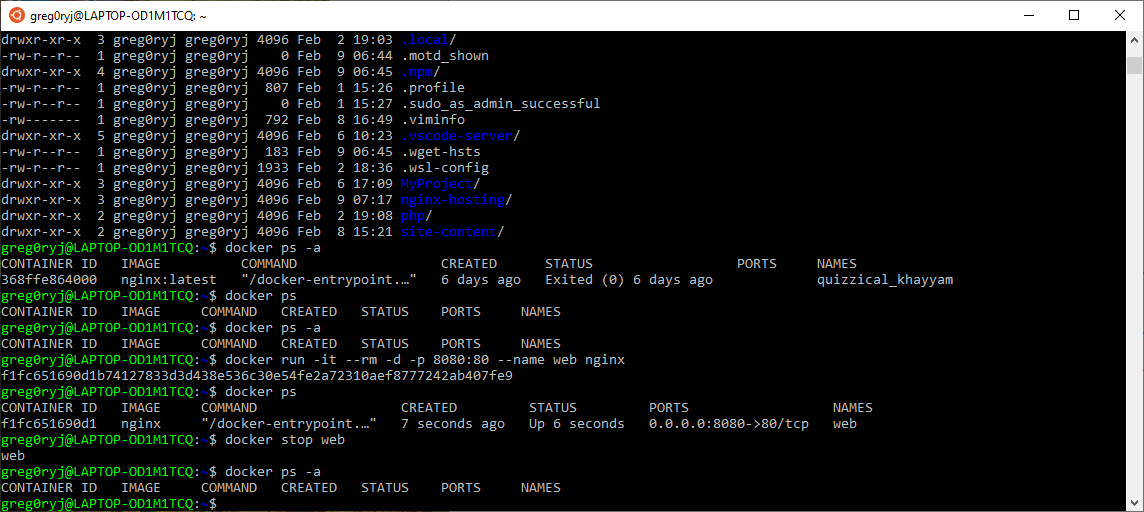 greg0ryj@LAPTOP-OD1M1TCQ: ~
drwxr-xr-x  3 greg0ryj greg0ryj 4096 Feb  2 19:03 .local/
-rw-r--r--  1 greg0ryj greg0ryj    0 Feb  9 06:44 .motd_shown
drwxr-xr-x  4 greg0ryj greg0ryj 4096 Feb  9 06:45 .npm/
-rw-r--r--  1 greg0ryj greg0ryj  807 Feb  1 15:26 .profile
-rw-r--r--  1 greg0ryj greg0ryj    0 Feb  1 15:27 .sudo_as_admin_successful
-rw-------  1 greg0ryj greg0ryj  792 Feb  8 16:49 .viminfo
drwxr-xr-x  5 greg0ryj greg0ryj 4096 Feb  6 10:23 .vscode-server/
-rw-r--r--  1 greg0ryj greg0ryj  183 Feb  9 06:45 .wget-hsts
-rw-r--r--  1 greg0ryj greg0ryj 1933 Feb  2 18:36 .wsl-config
drwxr-xr-x  3 greg0ryj greg0ryj 4096 Feb  6 17:09 MyProject/
drwxr-xr-x  3 greg0ryj greg0ryj 4096 Feb  9 07:17 nginx-hosting/
drwxr-xr-x  2 greg0ryj greg0ryj 4096 Feb  2 19:08 php/
drwxr-xr-x  2 greg0ryj greg0ryj 4096 Feb  8 15:21 site-content/
greg0ryj@LAPTOP-OD1M1TCQ:~$ docker ps -a
CONTAINER ID   IMAGE          COMMAND                  CREATED      STATUS                  PORTS     NAMES
368ffe864000   nginx:latest   "/docker-entrypoint.…"   6 days ago   Exited (0) 6 days ago             quizzical_khayyam
greg0ryj@LAPTOP-OD1M1TCQ:~$ docker ps
CONTAINER ID   IMAGE     COMMAND   CREATED   STATUS    PORTS     NAMES
greg0ryj@LAPTOP-OD1M1TCQ:~$ docker ps -a
CONTAINER ID   IMAGE     COMMAND   CREATED   STATUS    PORTS     NAMES
greg0ryj@LAPTOP-OD1M1TCQ:~$ docker run -it --rm -d -p 8080:80 --name web nginx
f1fc651690d1b74127833d3d438e536c30e54fe2a72310aef8777242ab407fe9
greg0ryj@LAPTOP-OD1M1TCQ:~$ docker ps
CONTAINER ID   IMAGE     COMMAND                  CREATED         STATUS         PORTS                  NAMES
f1fc651690d1   nginx     "/docker-entrypoint.…"   7 seconds ago   Up 6 seconds   0.0.0.0:8080->80/tcp   web
greg0ryj@LAPTOP-OD1M1TCQ:~$ docker stop web
web
greg0ryj@LAPTOP-OD1M1TCQ:~$ docker ps -a
CONTAINER ID   IMAGE     COMMAND   CREATED   STATUS    PORTS     NAMES
greg0ryj@LAPTOP-OD1M1TCQ:~$